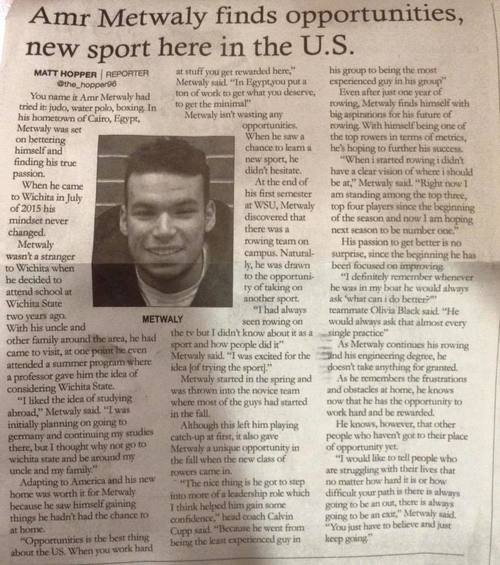 Amr Metwaly finds opportunities,
new sport here in the U.S.
MATT HOPPER | REPORTER
@the_hopper96
You name it Amr Metwaly had
tried it: judo, water polo, boxing. In
his hometown of Cairo, Egypt,
Metwaly was set
on bettering
himself and
finding his true
passion.
When he came
to Wichita in July
of 2015 his
mindset never
changed.
Metwaly
wasn't a stranger
to Wichita when
he decided to
attend school at
Wichita State
two years ago.
With his uncle and
other family around the area, he had
came to visit, at one point he even
attended a summer program where
a professor gave him the idea of
considering Wichita State.
"I liked the idea of studying
abroad," Metwaly said. "I was
initially planning on going to
germany and continuing my studies
there, but I thought why not go to
wichita state and be around my
uncle and my family."
Adapting to America and his new
home was worth it for Metwaly
because he saw himself gaining
things he hadn't had the chance to
at home.
"Opportunities is the best thing
about the US. When you work hard
METWALY
at stuff you get rewarded here,"
Metwaly said. "In Egypt,you put a
ton of work to get what you deserve,
to get the minimal"
Metwaly isn't wasting any
opportunities.
When he saw a
chance to learn a
new sport, he
didn't hesitate.
At the end of
his first semester
at WSU, Metwaly
discovered that
there was a
rowing team on
campus. Natural-
ly, he was drawn
to the opportuni-
ty of taking on
another sport.
"I had always
seen rowing on
the tv but I didn't know about it as a
sport and how people did it"
Metwaly said. "I was excited for the
idea [of trying the sport]."
Metwaly started in the spring and
was thrown into the novice team
where most of the guys had started
in the fall.
Although this left him playing
catch-up at first, it also gave
Metwaly a unique opportunity in
the fall when the new class of
rowers came in.
"The nice thing is he got to step
into more of a leadership role which
I think helped him gain some
confidence," head coach Calvin
Cupp said. "Because he went from
being the least experienced guy in
his group to being the most
experienced guy in his group"
Even after just one year of
rowing, Metwaly finds himself with
big aspirations for his future of
rowing. With himself being one of
the top rowers in terms of metrics,
he's hoping to further his success.
"When i started rowing i didn't
have a clear vision of where i should
be at," Metwaly said. "Right now I
am standing among the top three,
top four players since the beginning
of the season and now I am hoping
next season to be number one."
His passion to get better is no
surprise, since the beginning he has
been focused on improving.
"I definitely remember whenever
he was in my boat he would always
ask 'what can i do better?'"
teammate Olivia Black said. "He
would always ask that almost every
single practice"
As Metwaly continues his rowing
and his engineering degree, he
doesn't take anything for granted.
As he remembers the frustrations
and obstacles at home, he knows
now that he has the opportunity to
work hard and be rewarded.
He knows, however, that other
people who haven't got to their place
of opportunity yet.
"I would like to tell people who
are struggling with their lives that
no matter how hard it is or how
difficulk your path is there is always
going to be an out, there is always
going to be an exit," Metwaly said.
"You just have to believe and just
keep going."